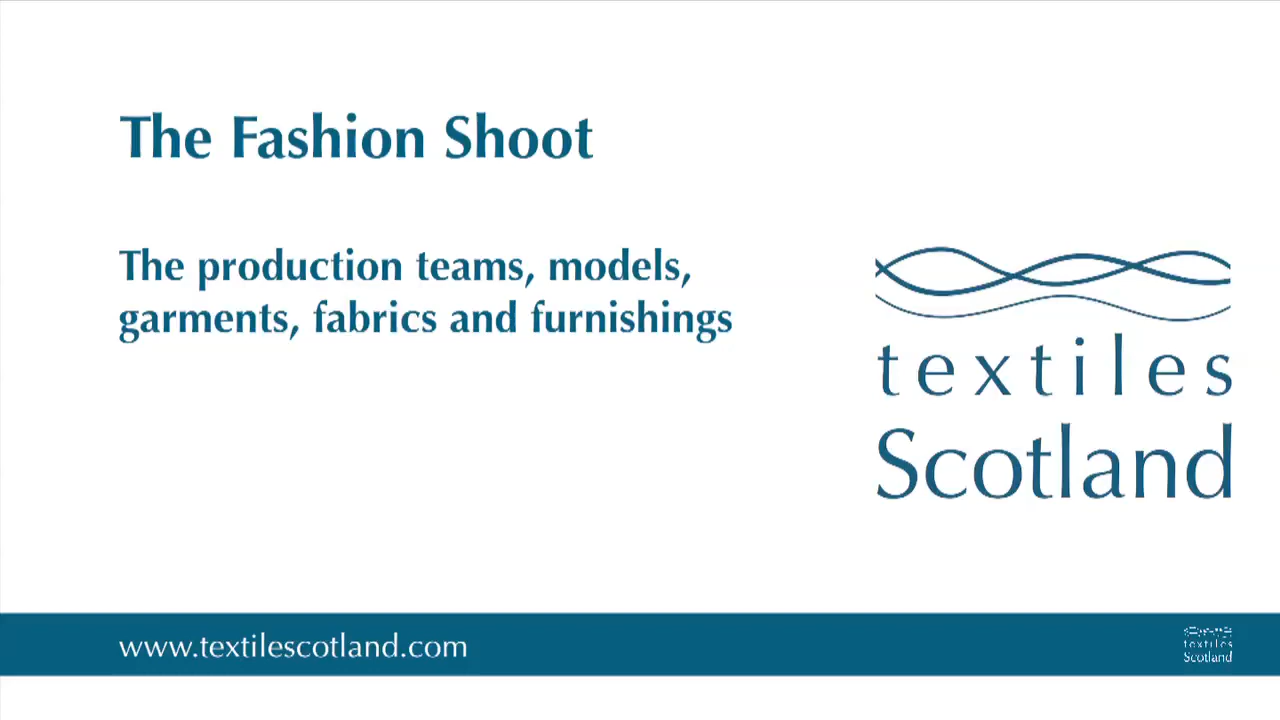 The Fashion Shoot
The production teams, models,
garments, fabrics and furnishings
textiles
Scotland
www.textilescotland.com
textiles
Scotland